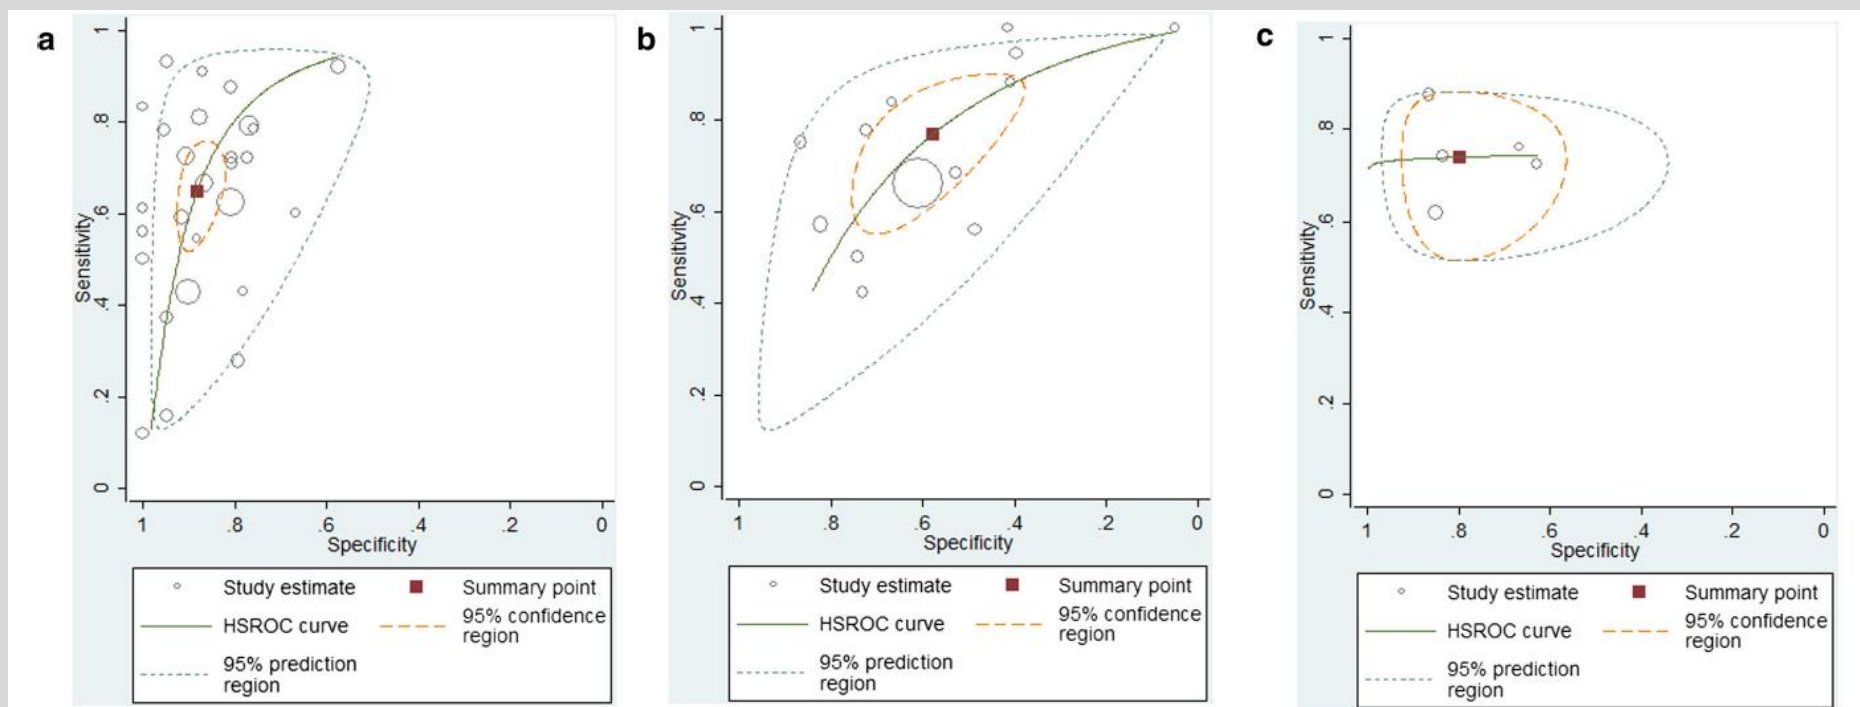 a
1
.8
.6
.4
.2
0
Sensitivity
1 .8 .6 .4 .2 0
Specificity
Study estimate Summary point
HSROC curve 95% confidence
region
95% prediction
region
b
1
.8
.6
.4
.2
0
Sensitivity
1 .8 .6 .4 .2 0
Specificity
Study estimate Summary point
HSROC curve 95% confidence
region
95% prediction
region
c
1
.8
.6
.4
.2
0
Sensitivity
1 .8 .6 .4 .2 0
Specificity
Study estimate Summary point
HSROC curve 95% confidence
region
95% prediction
region